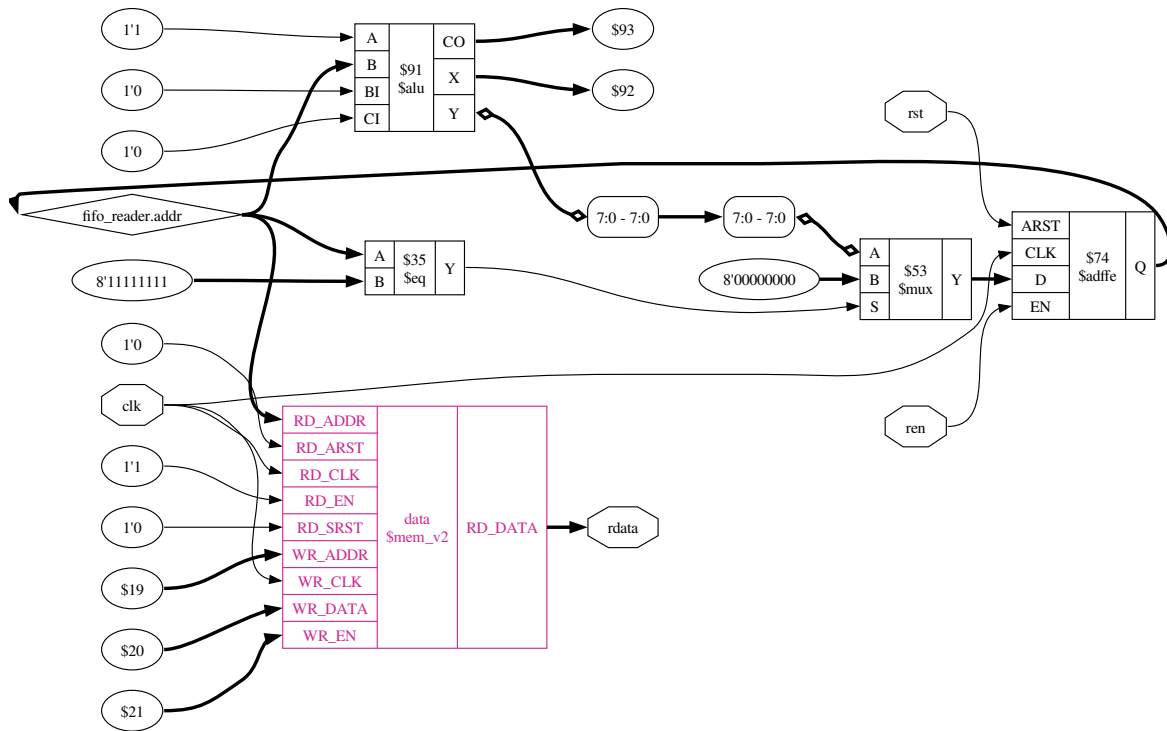 1'1
1'0
1'0
A
B
BI
CI
$91
$alu
CO
X
Y
$93
$92
rst
fifo_reader.addr
8'11111111
A
B
$35
$eq
Y
7:0 - 7:0
7:0 - 7:0
8'00000000
A
B
S
$53
$mux
Y
ARST
CLK
D
EN
$74
$adffe
Q
ren
1'0
clk
1'1
1'0
$19
$20
$21
RD_ADDR
RD_ARST
RD_CLK
RD_EN
RD_SRST
WR_ADDR
WR_CLK
WR_DATA
WR_EN
data
$mem_v2
RD_DATA
rdata